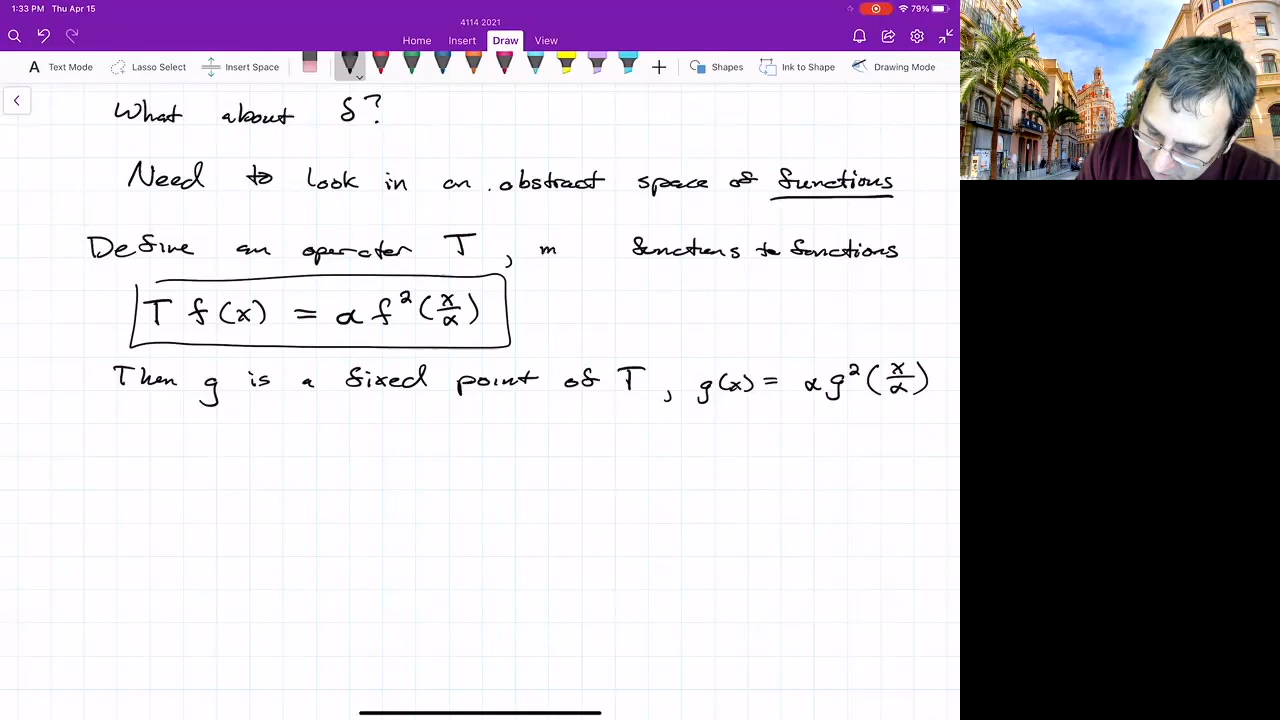 1:33 PM Thu Apr 15
79%
4114 2021
Home Insert Draw View
Text Mode Lasso Select Insert Space Shapes Ink to Shape Drawing Mode
What about δ?
Need to look in an abstract space of functions
Define an operator T, m functions to functions
T f(x) = α f²(x/α)
Then g is a fixed point of T, g(x) = αg²(x/α)